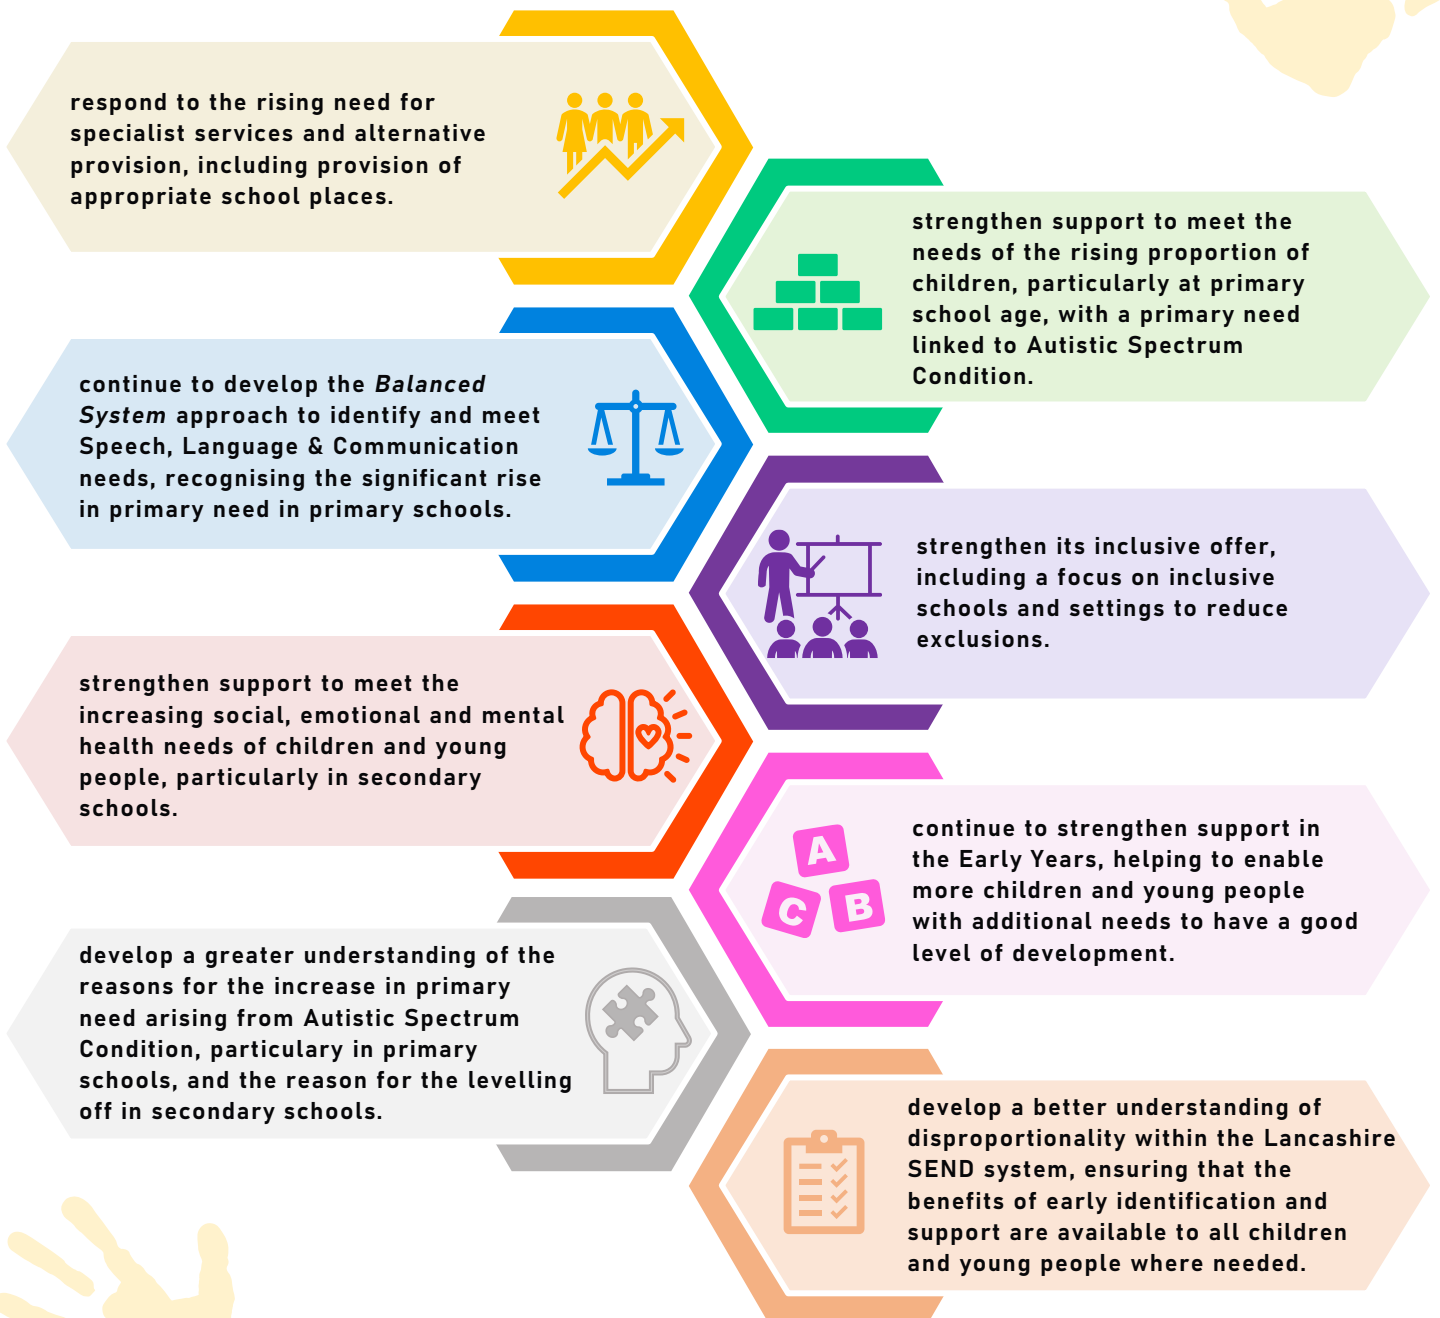 respond to the rising need for
specialist services and alternative
provision, including provision of
appropriate school places.
strengthen support to meet the
needs of the rising proportion of
children, particularly at primary
school age, with a primary need
linked to Autistic Spectrum
Condition.
continue to develop the Balanced
System approach to identify and meet
Speech, Language & Communication
needs, recognising the significant rise
in primary need in primary schools.
strengthen its inclusive offer,
including a focus on inclusive
schools and settings to reduce
exclusions.
strengthen support to meet the
increasing social, emotional and mental
health needs of children and young
people, particularly in secondary
schools.
A
C B
continue to strengthen support in
the Early Years, helping to enable
more children and young people
with additional needs to have a good
level of development.
develop a greater understanding of the
reasons for the increase in primary
need arising from Autistic Spectrum
Condition, particulary in primary
schools, and the reason for the levelling
off in secondary schools.
develop a better understanding of
disproportionality within the Lancashire
SEND system, ensuring that the
benefits of early identification and
support are available to all children
and young people where needed.